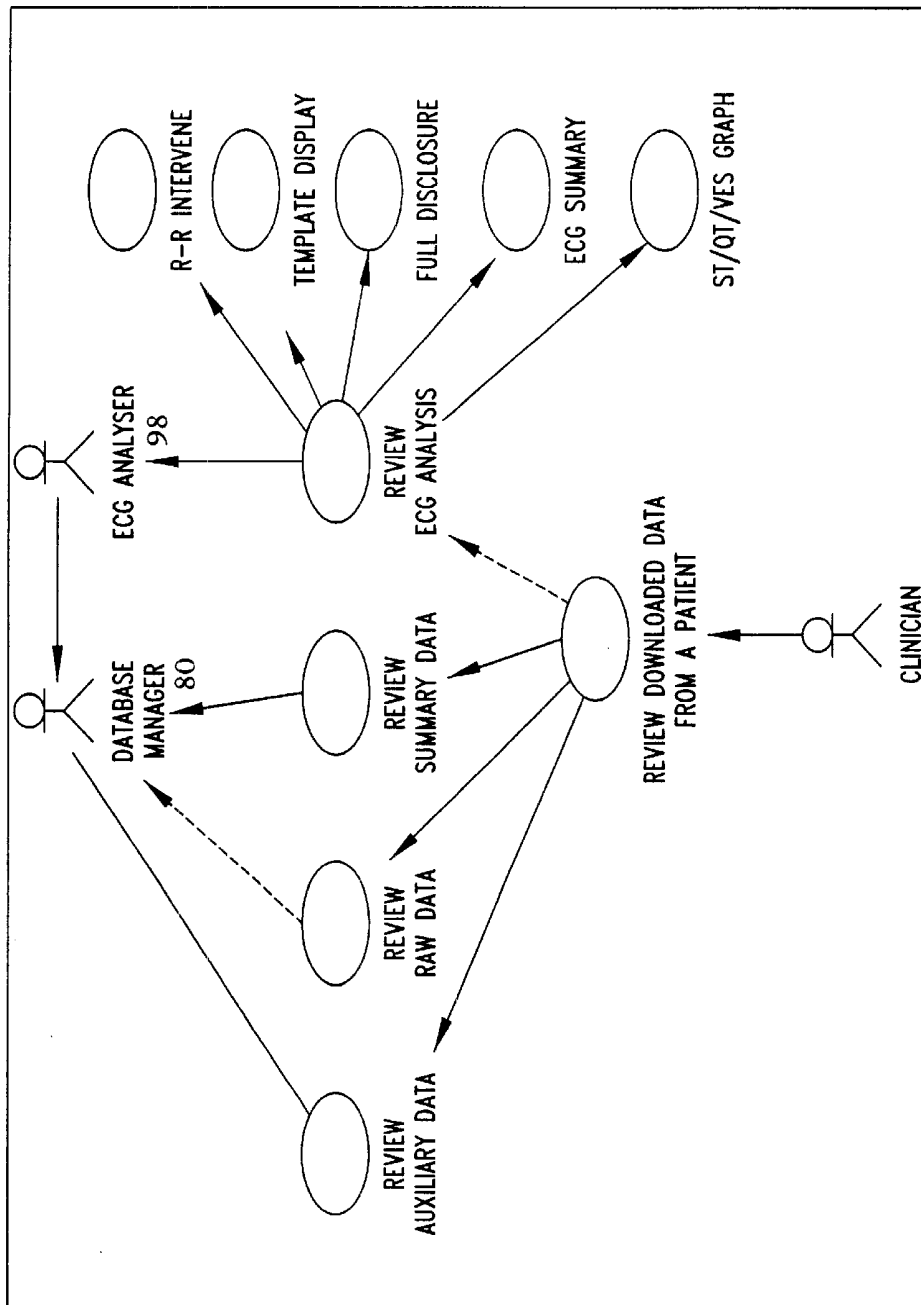 DATABASE
MANAGER
80
ECG ANALYSER
98
REVIEW
AUXILIARY DATA
REVIEW
RAW DATA
REVIEW
SUMMARY DATA
REVIEW
ECG ANALYSIS
R-R INTERVENE
TEMPLATE DISPLAY
FULL DISCLOSURE
ECG SUMMARY
ST/QT/VES GRAPH
REVIEW DOWNLOADED DATA
FROM A PATIENT
CLINICIAN